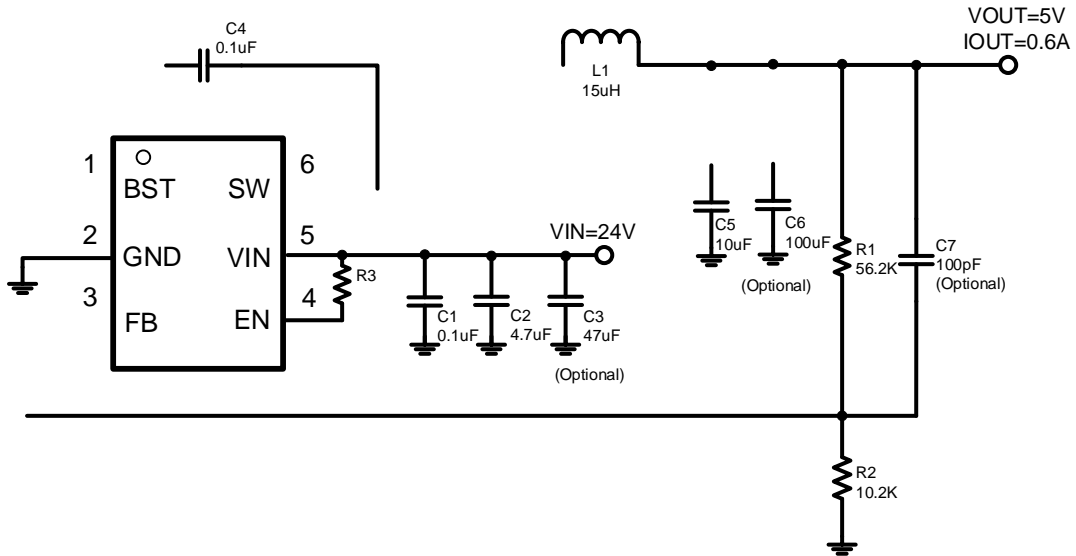 C4
0.1uF
L1
15uH
VOUT=5V
IOUT=0.6A
1
BST
SW
6
2
GND
VIN
5
3
FB
EN
4
R3
VIN=24V
C1
0.1uF
C2
4.7uF
C3
47uF
(Optional)
C5
10uF
C6
100uF
(Optional)
R1
56.2K
C7
100pF
(Optional)
R2
10.2K